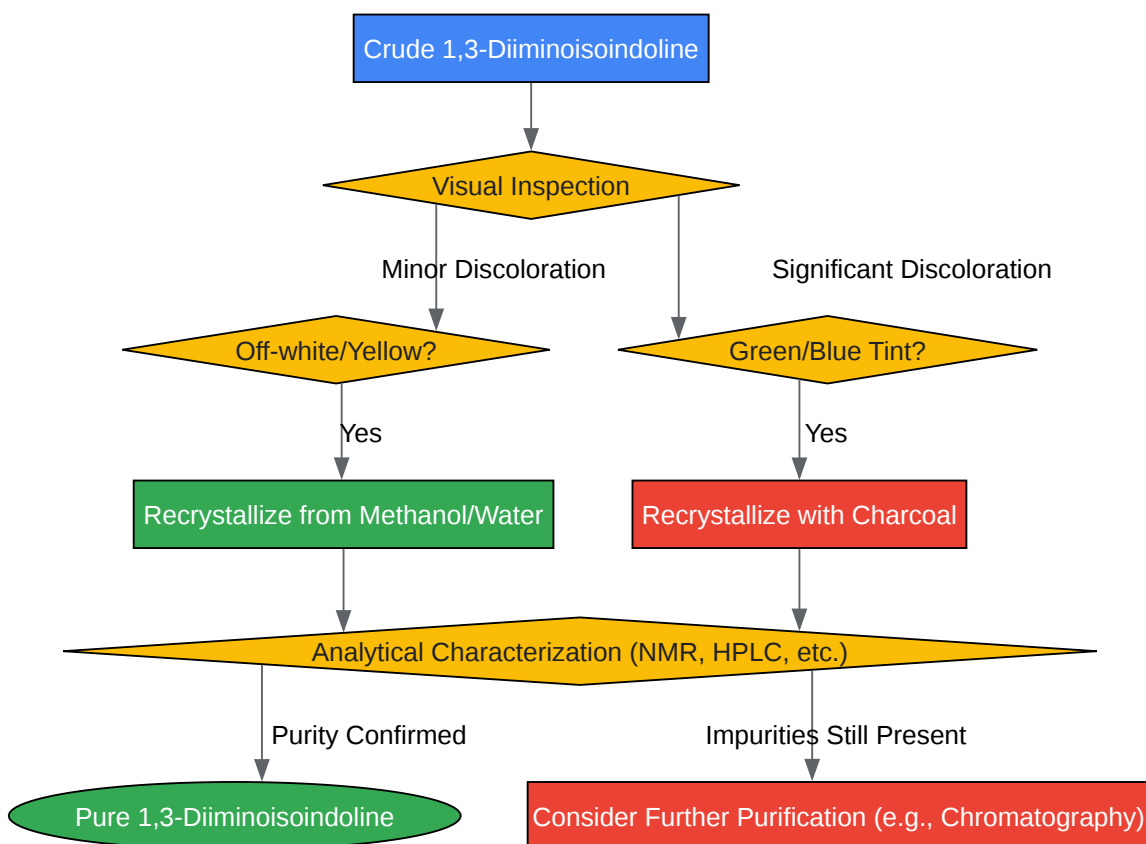 Crude 1,3-Diiminoisoindoline
Visual Inspection
Minor Discoloration
Significant Discoloration
Off-white/Yellow?
Green/Blue Tint?
Yes
Yes
Recrystallize from Methanol/Water
Recrystallize with Charcoal
Analytical Characterization (NMR, HPLC, etc.)
Purity Confirmed
Impurities Still Present
Pure 1,3-Diiminoisoindoline
Consider Further Purification (e.g., Chromatography)